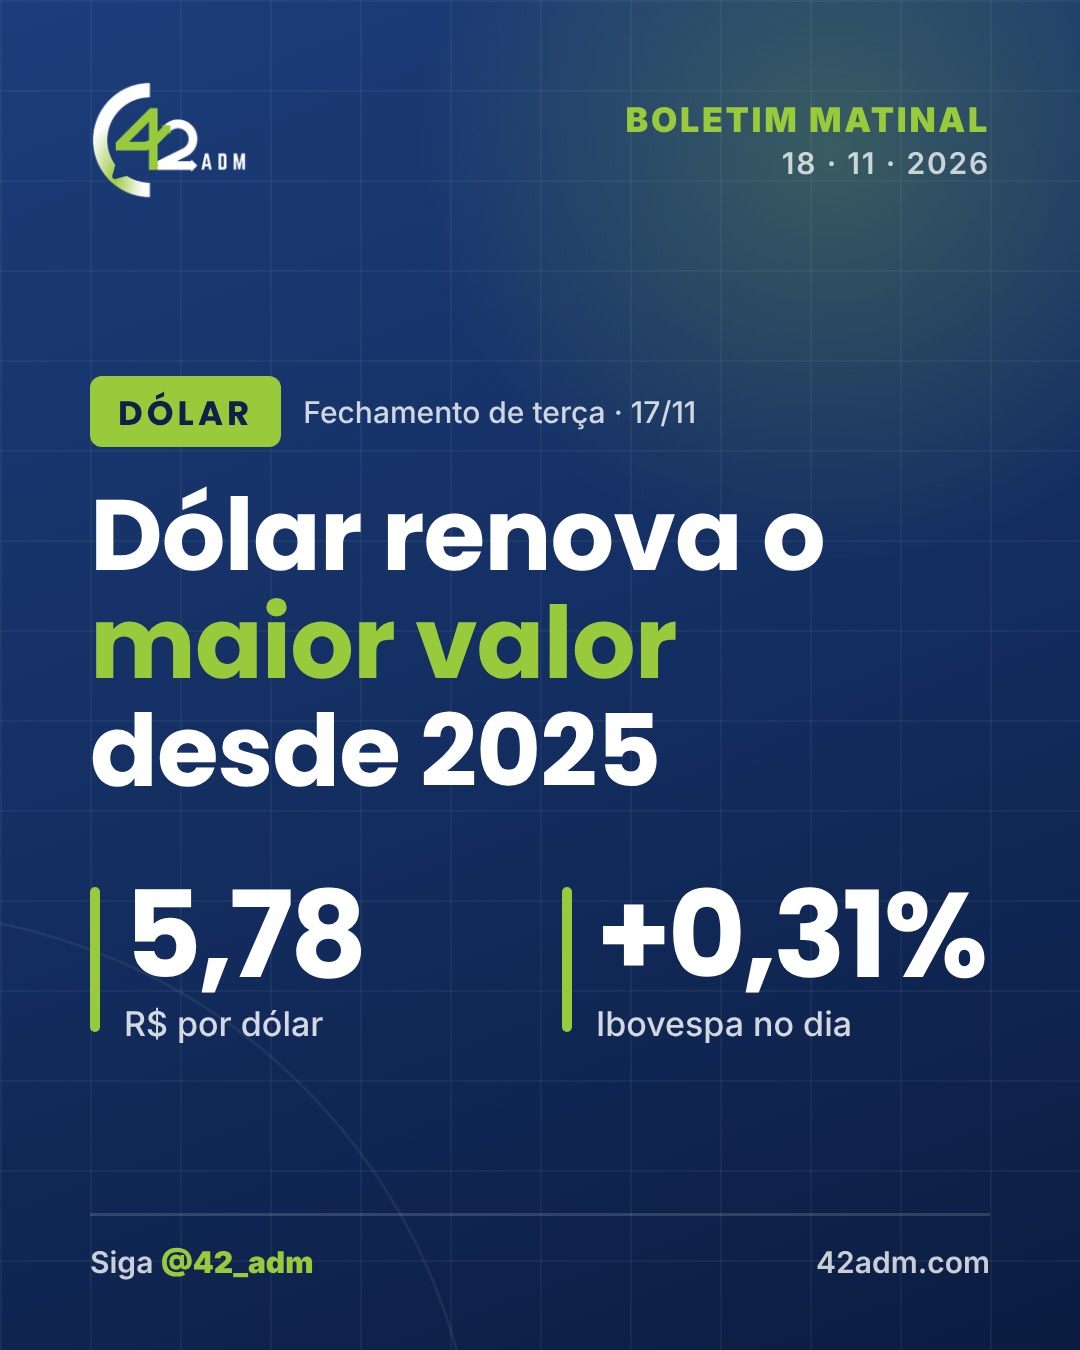 42 ADM
BOLETIM MATINAL
18 · 11 · 2026
DÓLAR
Fechamento de terça · 17/11
Dólar renova o
maior valor
desde 2025
5,78
R$ por dólar
+0,31%
Ibovespa no dia
Siga @42_adm
42adm.com